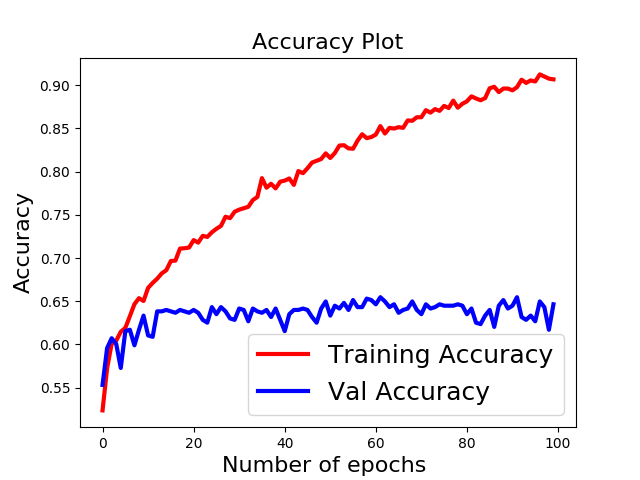 Accuracy Plot
Accuracy
0.90
0.85
0.80
0.75
0.70
0.65
0.60
0.55
Training Accuracy
Val Accuracy
0 20 40 60 80 100
Number of epochs